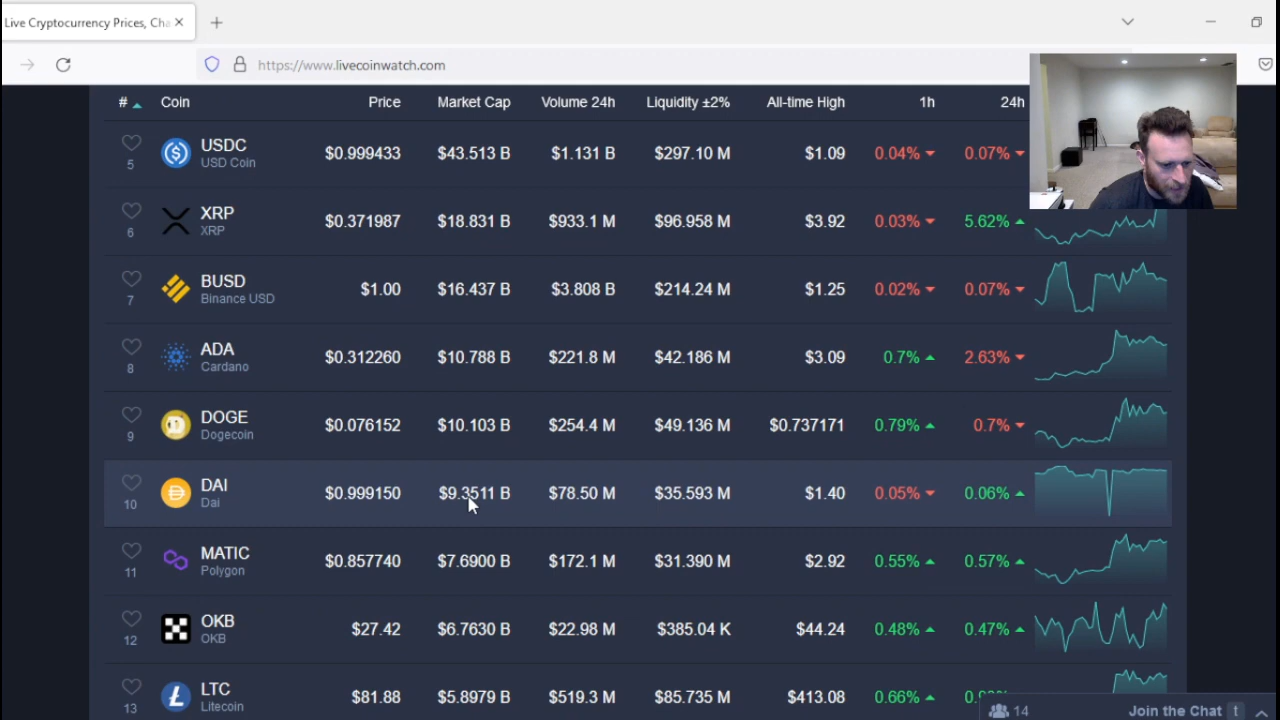 Live Cryptocurrency Prices, Cha
https://www.livecoinwatch.com
# Coin Price Market Cap Volume 24h Liquidity ±2% All-time High 1h 24h
USDC $0.999433 $43.513 B $1.131 B $297.10 M $1.09 0.04% 0.07%
5 USD Coin
XRP $0.371987 $18.831 B $933.1 M $96.958 M $3.92 0.03% 5.62%
6 XRP
BUSD $1.00 $16.437 B $3.808 B $214.24 M $1.25 0.02% 0.07%
7 Binance USD
ADA $0.312260 $10.788 B $221.8 M $42.186 M $3.09 0.7% 2.63%
8 Cardano
DOGE $0.076152 $10.103 B $254.4 M $49.136 M $0.737171 0.79% 0.7%
9 Dogecoin
DAI $0.999150 $9.3511 B $78.50 M $35.593 M $1.40 0.05% 0.06%
10 Dai
MATIC $0.857740 $7.6900 B $172.1 M $31.390 M $2.92 0.55% 0.57%
11 Polygon
OKB $27.42 $6.7630 B $22.98 M $385.04 K $44.24 0.48% 0.47%
12 OKB
LTC $81.88 $5.8979 B $519.3 M $85.735 M $413.08 0.66%
13 Litecoin
14 Join the Chat t